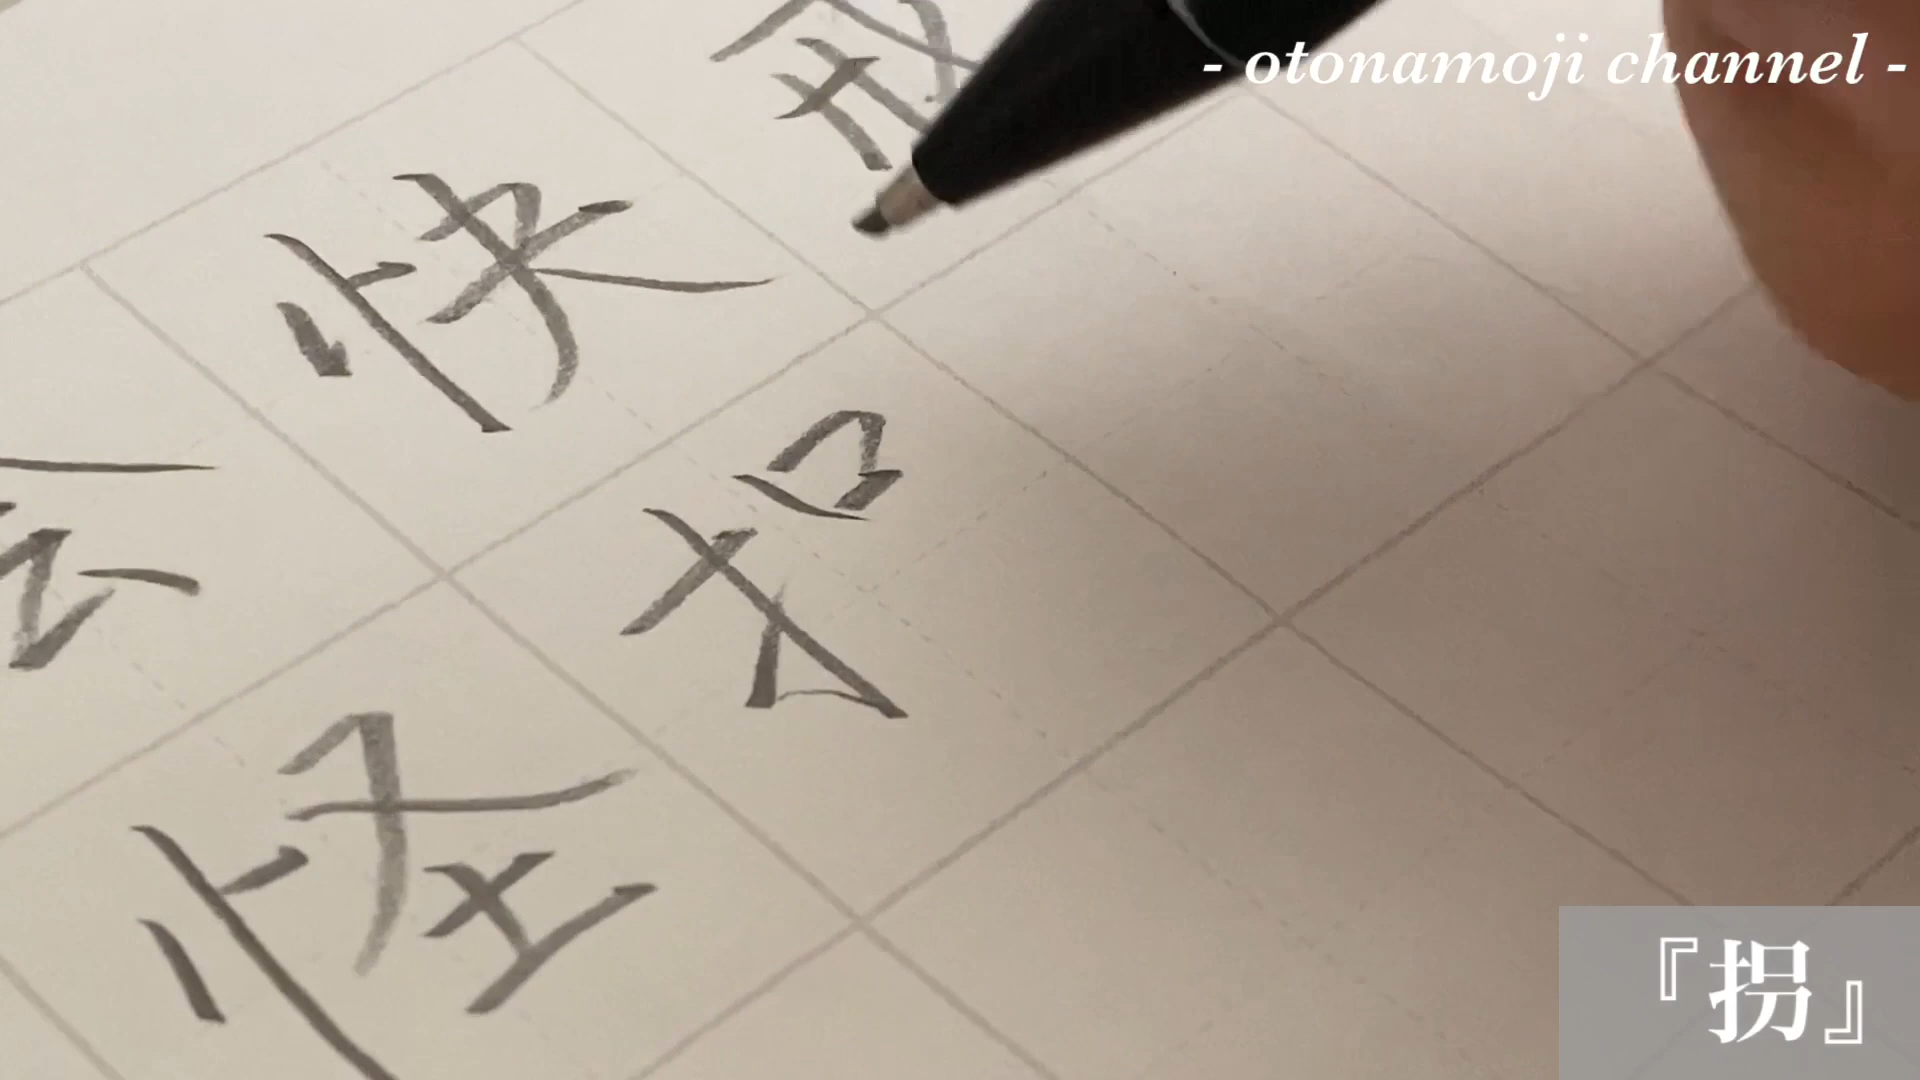 - otonamoji channel -
快
怪
『拐』